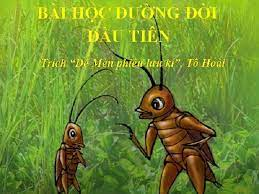 BÀI HỌC ĐƯỜNG ĐỜI
ĐẦU TIÊN
Trích "Dế Mèn phiêu lưu kí", Tô Hoài